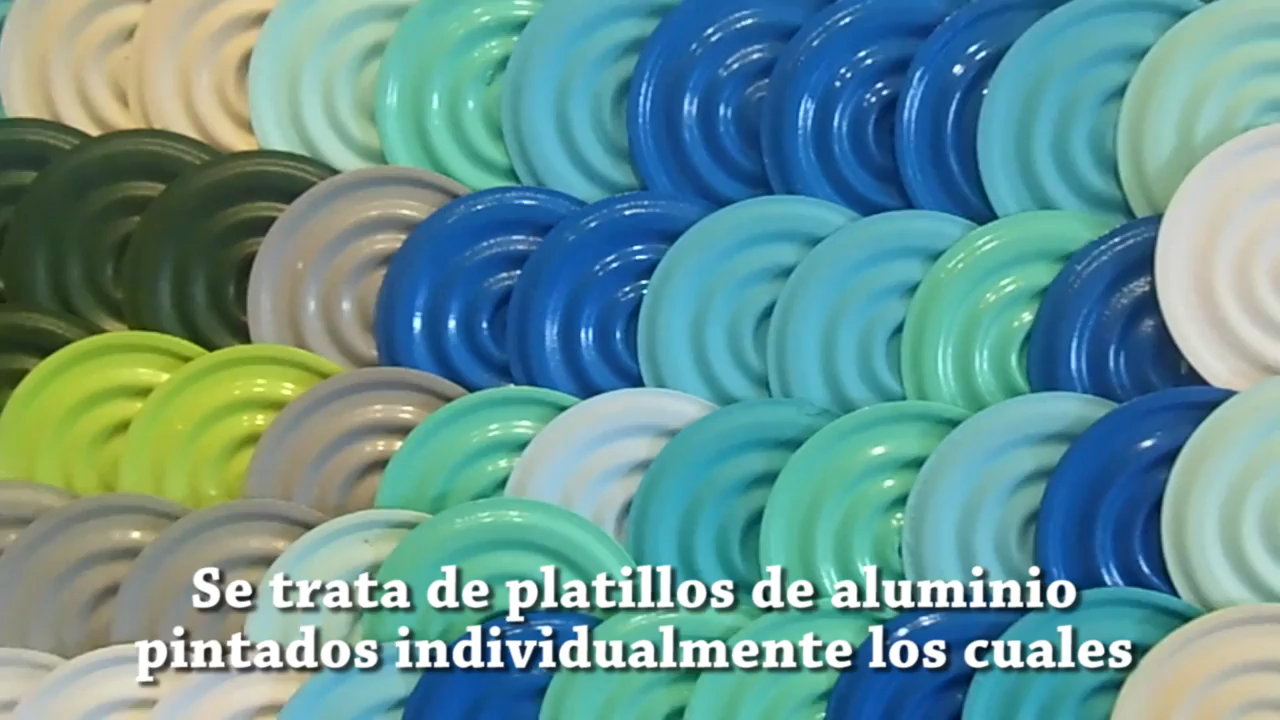 Se trata de platillos de aluminio
pintados individualmente los cuales